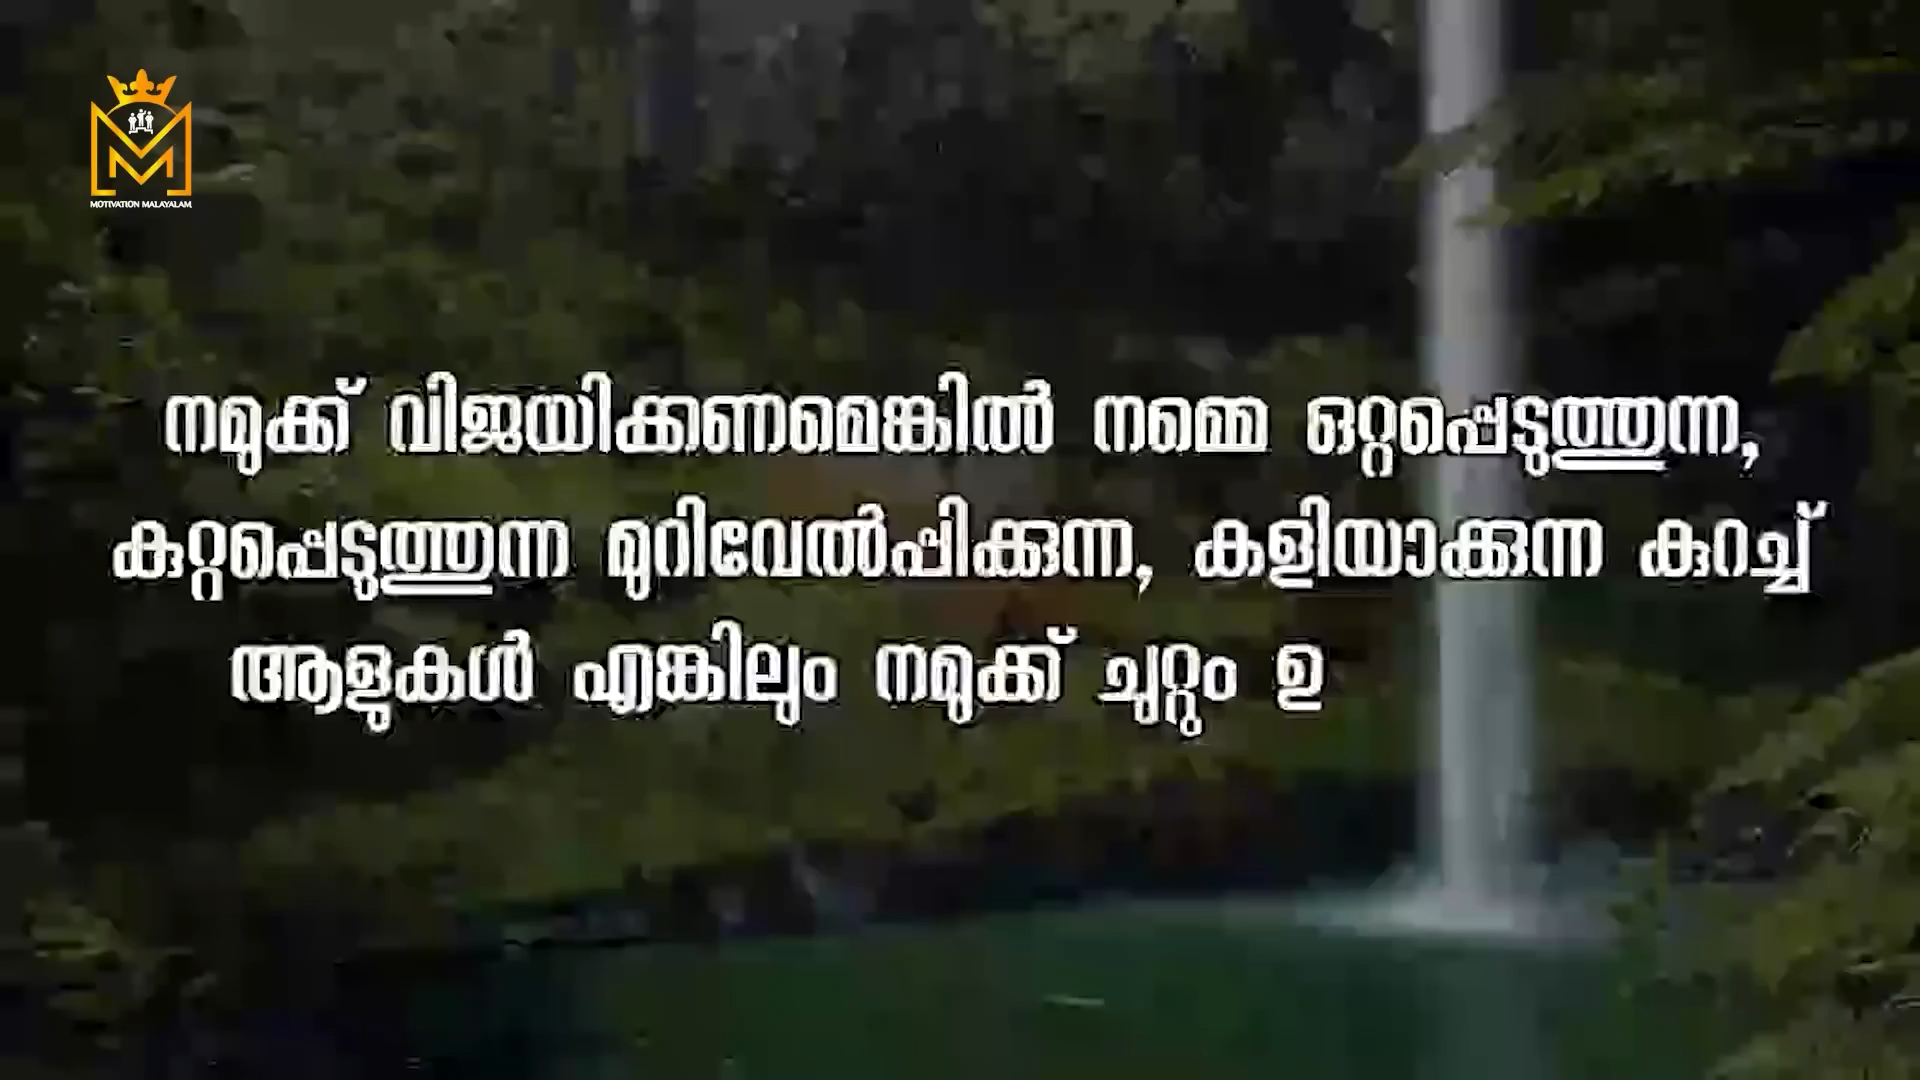 MOTIVATION MALAYALAM
നമുക്ക് വിജയിക്കണമെങ്കിൽ നമ്മെ ഒറ്റപ്പെടുത്തുന്ന,
കുറ്റപ്പെടുത്തുന്ന മുറിവേൽപ്പിക്കുന്ന, കളിയാക്കുന്ന കുറച്ച്
ആളുകൾ എങ്കിലും നമുക്ക് ചുറ്റും ഉ